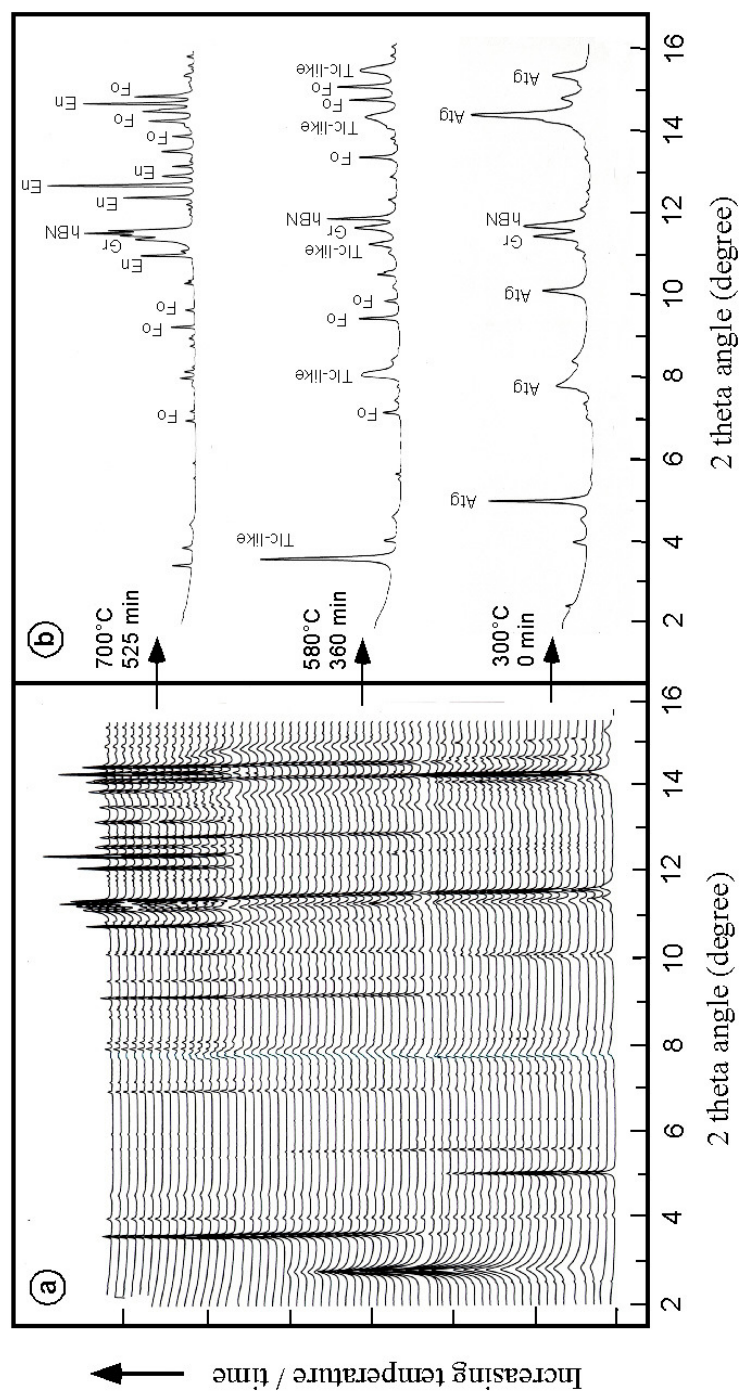 a
Increasing temperature / time
2 4 6 8 10 12 14 16
2 theta angle (degree)
b
700°C
525 min
Fo Fo Fo En Gr hBN En En En Fo Fo En Fo
580°C
360 min
Tlc-like Fo Tlc-like Fo Fo Tlc-like Gr hBN Fo Tlc-like Fo Fo Tlc-like
300°C
0 min
Atg Atg Atg Gr hBN Atg Atg
2 4 6 8 10 12 14 16
2 theta angle (degree)